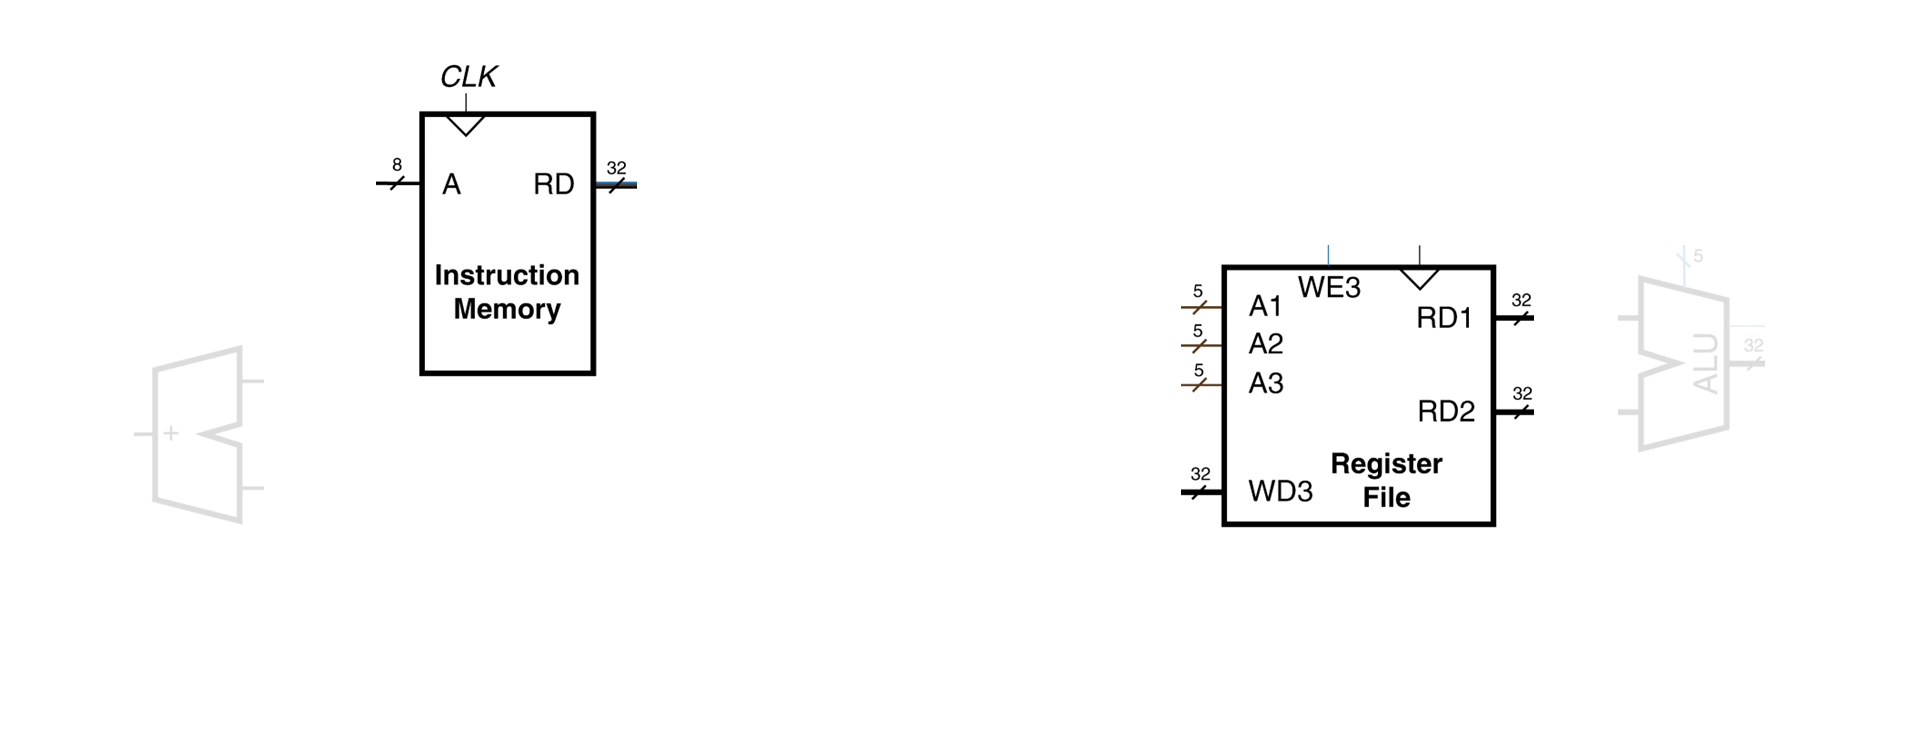 CLK
8
A
RD
32
Instruction
Memory
+
WE3
5
A1
5
A2
5
A3
32
WD3
RD1
32
RD2
32
Register
File
5
ALU
32